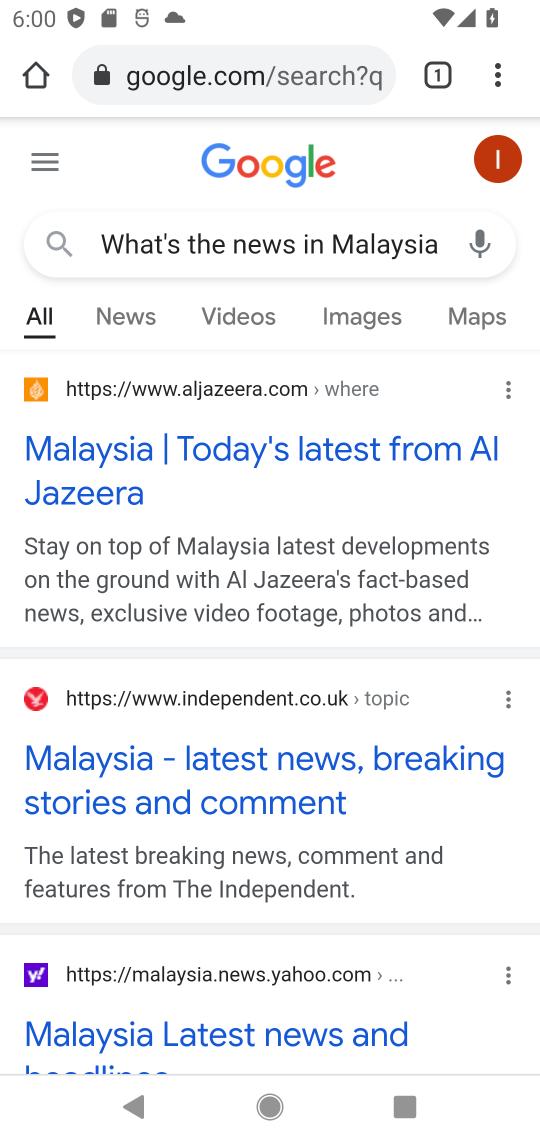 6:00
google.com/search?q
1
Google
I
What's the news in Malaysia
All News Videos Images Maps
https://www.aljazeera.com › where
Malaysia | Today's latest from Al
Jazeera
Stay on top of Malaysia latest developments
on the ground with Al Jazeera's fact-based
news, exclusive video footage, photos and…
https://www.independent.co.uk › topic
Malaysia - latest news, breaking
stories and comment
The latest breaking news, comment and
features from The Independent.
y!
https://malaysia.news.yahoo.com › ...
Malaysia Latest news and
headlines